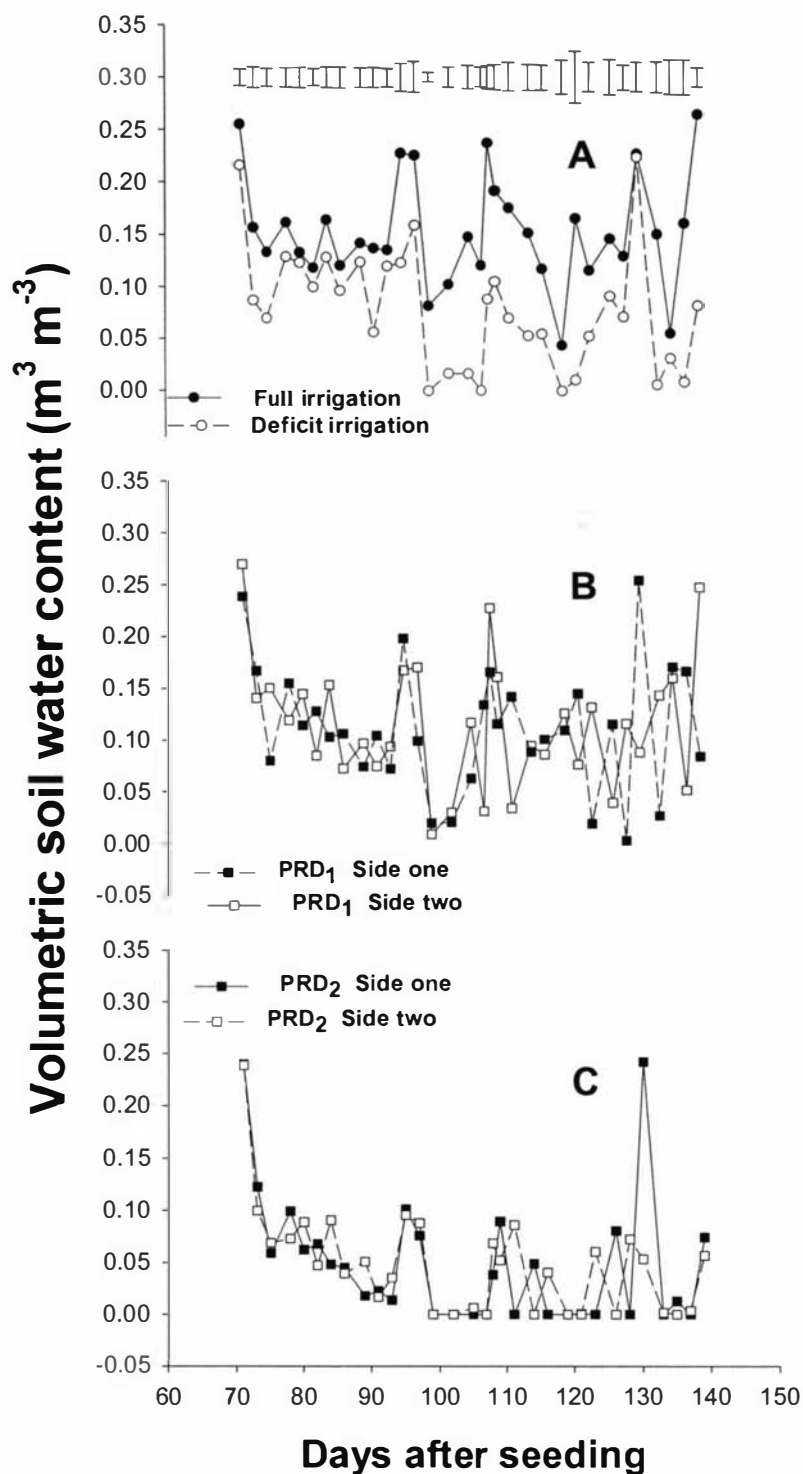 Volumetric soil water content (m³ m⁻³)
0.35
0.30
0.25
A
0.20
0.15
0.10
0.05
0.00
Full irrigation
Deficit irrigation
0.35
0.30
0.25
B
0.20
0.15
0.10
0.05
0.00
PRD₁ Side one
-0.05
PRD₁ Side two
0.35
0.30
PRD₂ Side one
PRD₂ Side two
0.25
C
0.20
0.15
0.10
0.05
0.00
-0.05
60 70 80 90 100 110 120 130 140 150
Days after seeding